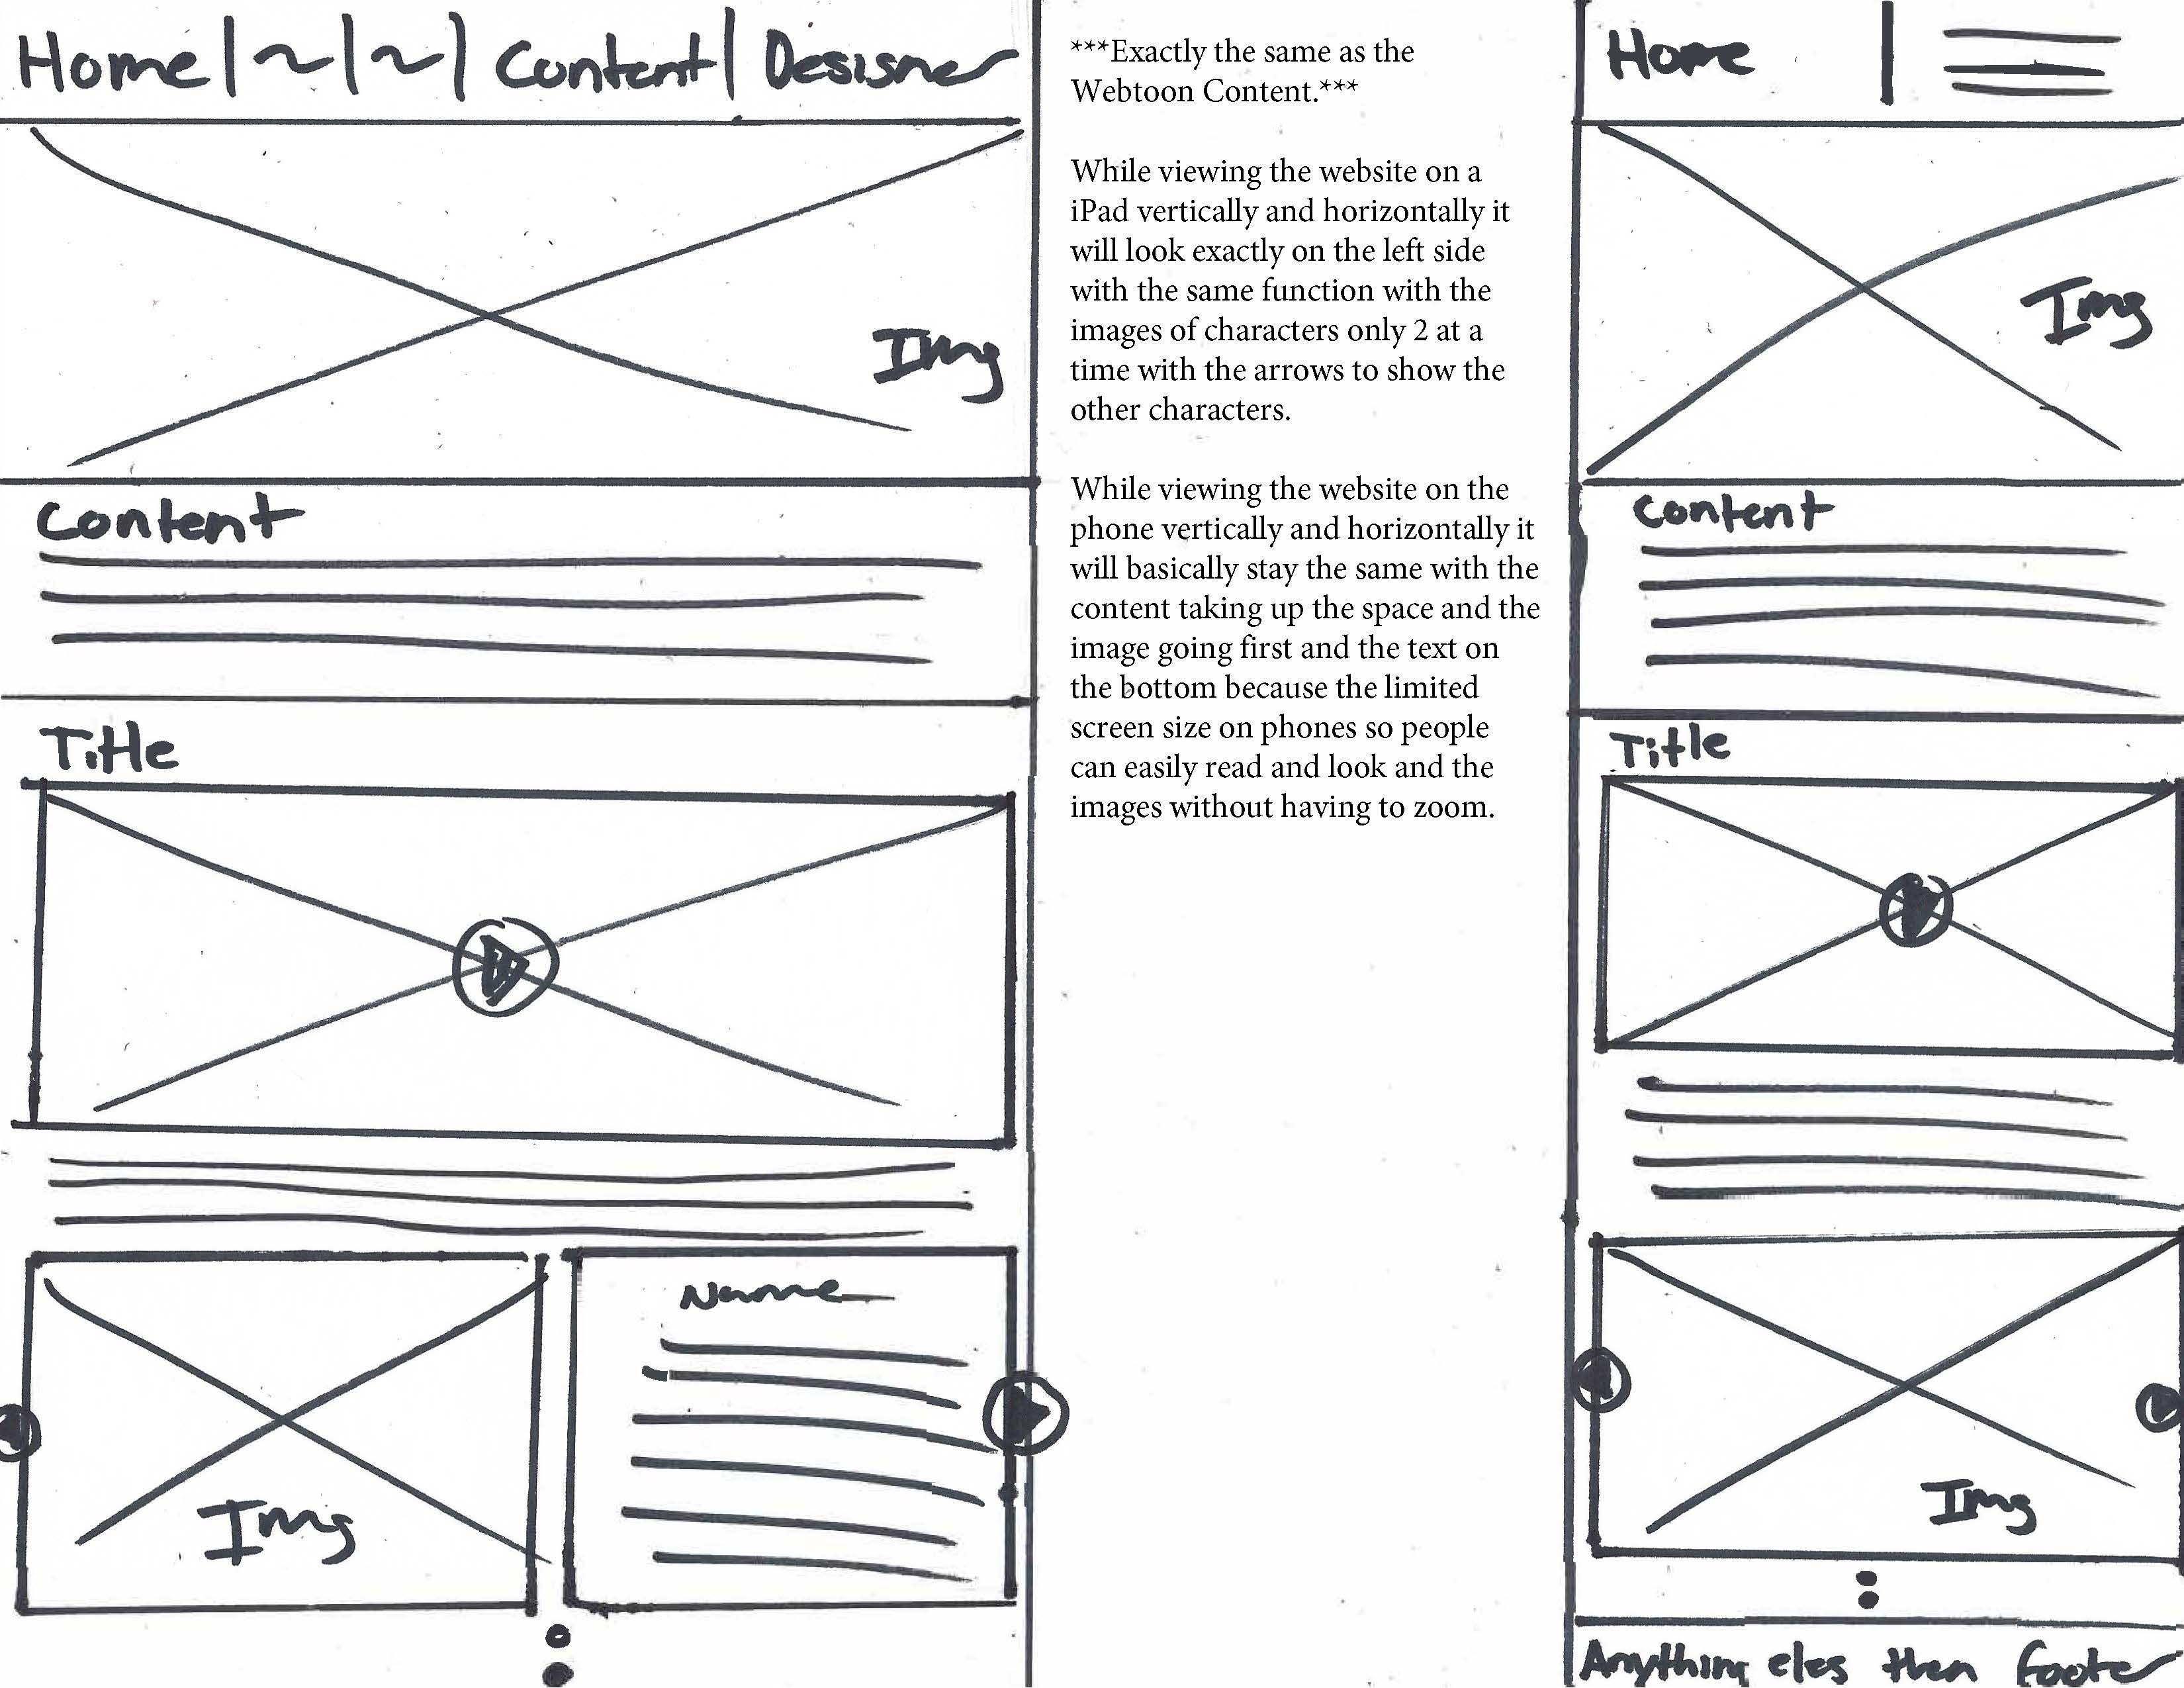 Home | ~ | ~ | Content | Designer
Img
Content
Title
Name
Img
***Exactly the same as the
Webtoon Content.***
While viewing the website on a
iPad vertically and horizontally it
will look exactly on the left side
with the same function with the
images of characters only 2 at a
time with the arrows to show the
other characters.
While viewing the website on the
phone vertically and horizontally it
will basically stay the same with the
content taking up the space and the
image going first and the text on
the bottom because the limited
screen size on phones so people
can easily read and look and the
images without having to zoom.
Home |
Img
Content
Title
Img
Anything eles then footer